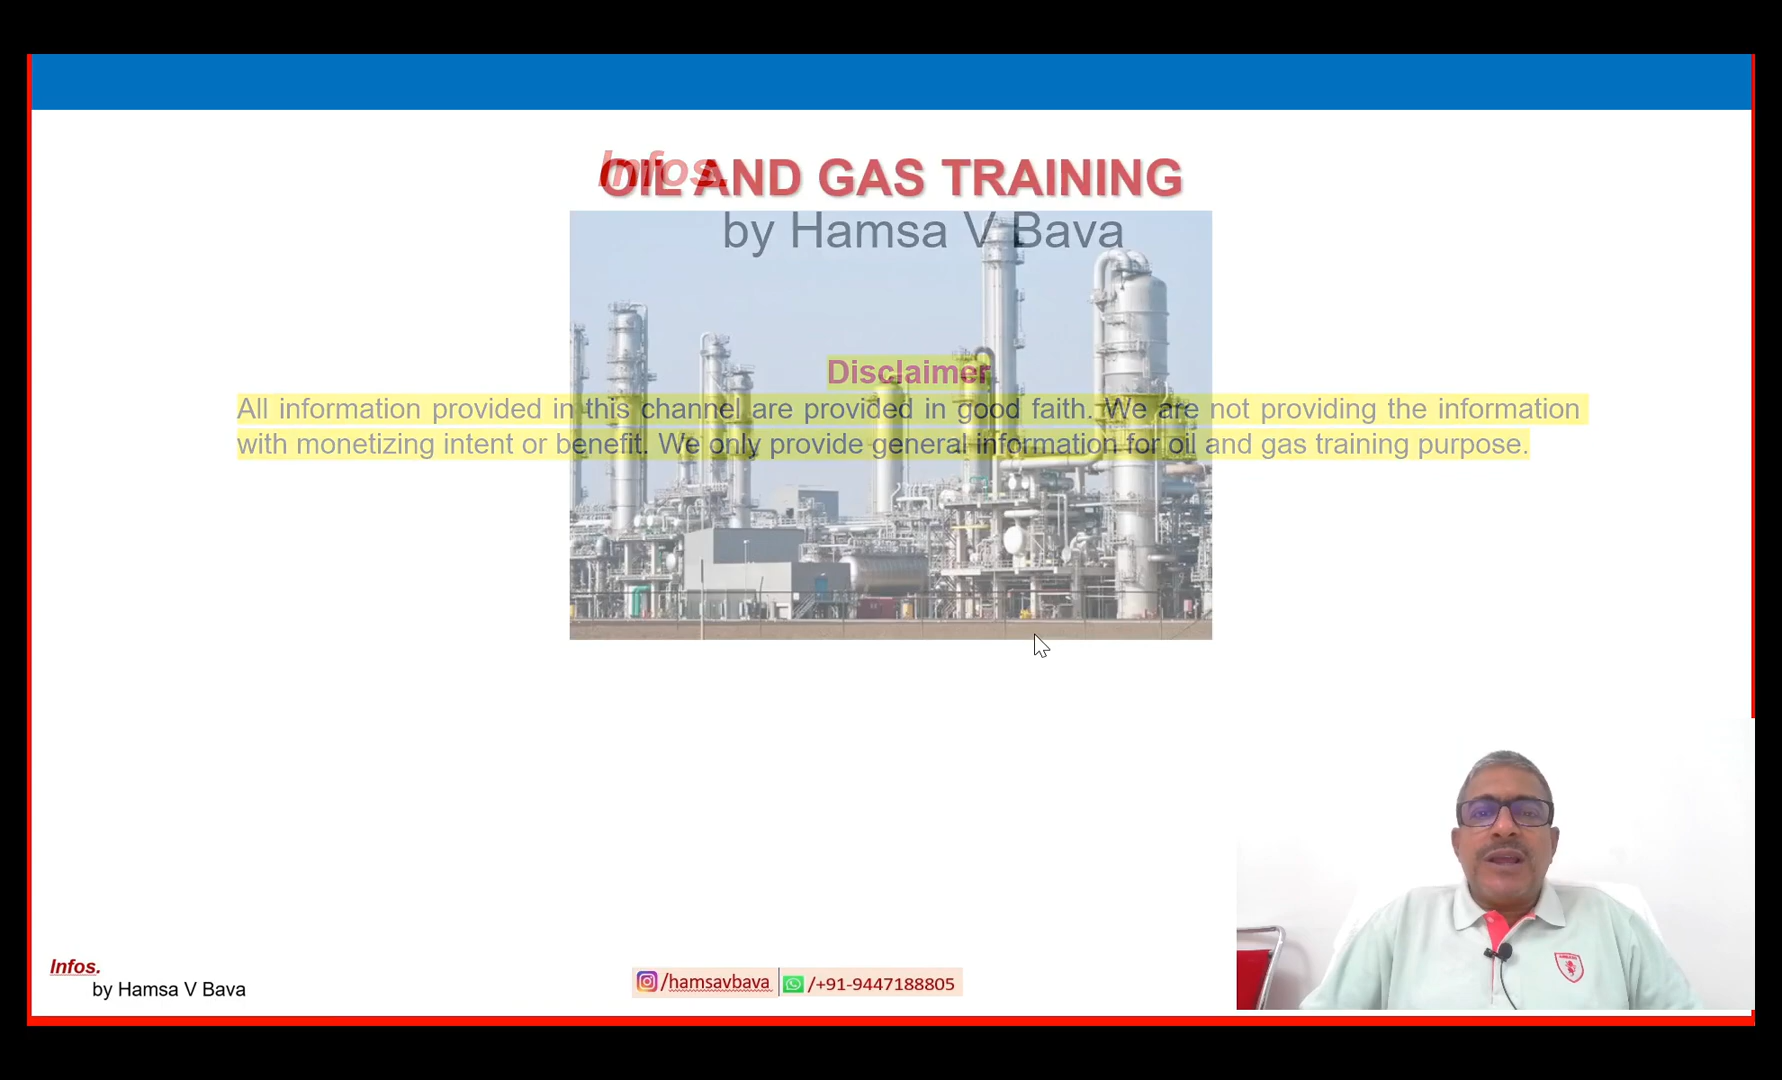 Infos.
OIL AND GAS TRAINING
by Hamsa V Bava
Disclaimer
All information provided in this channel are provided in good faith. We are not providing the information
with monetizing intent or benefit. We only provide general information for oil and gas training purpose.
Infos.
by Hamsa V Bava
/hamsavbava /+91-9447188805